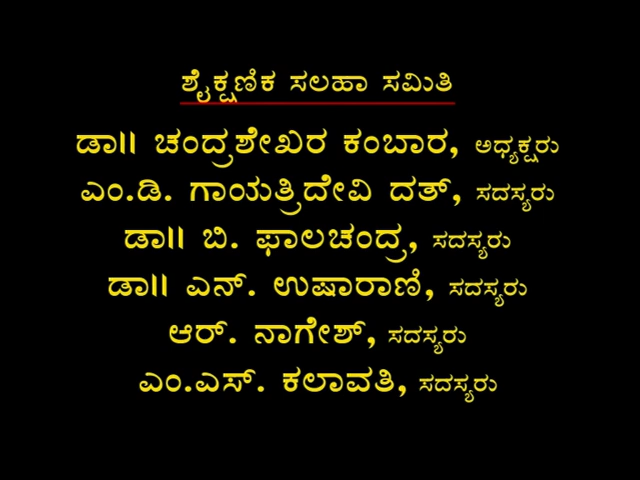 ಶೈಕ್ಷಣಿಕ ಸಲಹಾ ಸಮಿತಿ
ಡಾ॥ ಚಂದ್ರಶೇಖರ ಕಂಬಾರ, ಅಧ್ಯಕ್ಷರು
ಎಂ.ಡಿ. ಗಾಯತ್ರಿದೇವಿ ದತ್, ಸದಸ್ಯರು
ಡಾ॥ ಬಿ. ಫಾಲಚಂದ್ರ, ಸದಸ್ಯರು
ಡಾ॥ ಎನ್. ಉಷಾರಾಣಿ, ಸದಸ್ಯರು
ಆರ್. ನಾಗೇಶ್, ಸದಸ್ಯರು
ಎಂ.ಎಸ್. ಕಲಾವತಿ, ಸದಸ್ಯರು